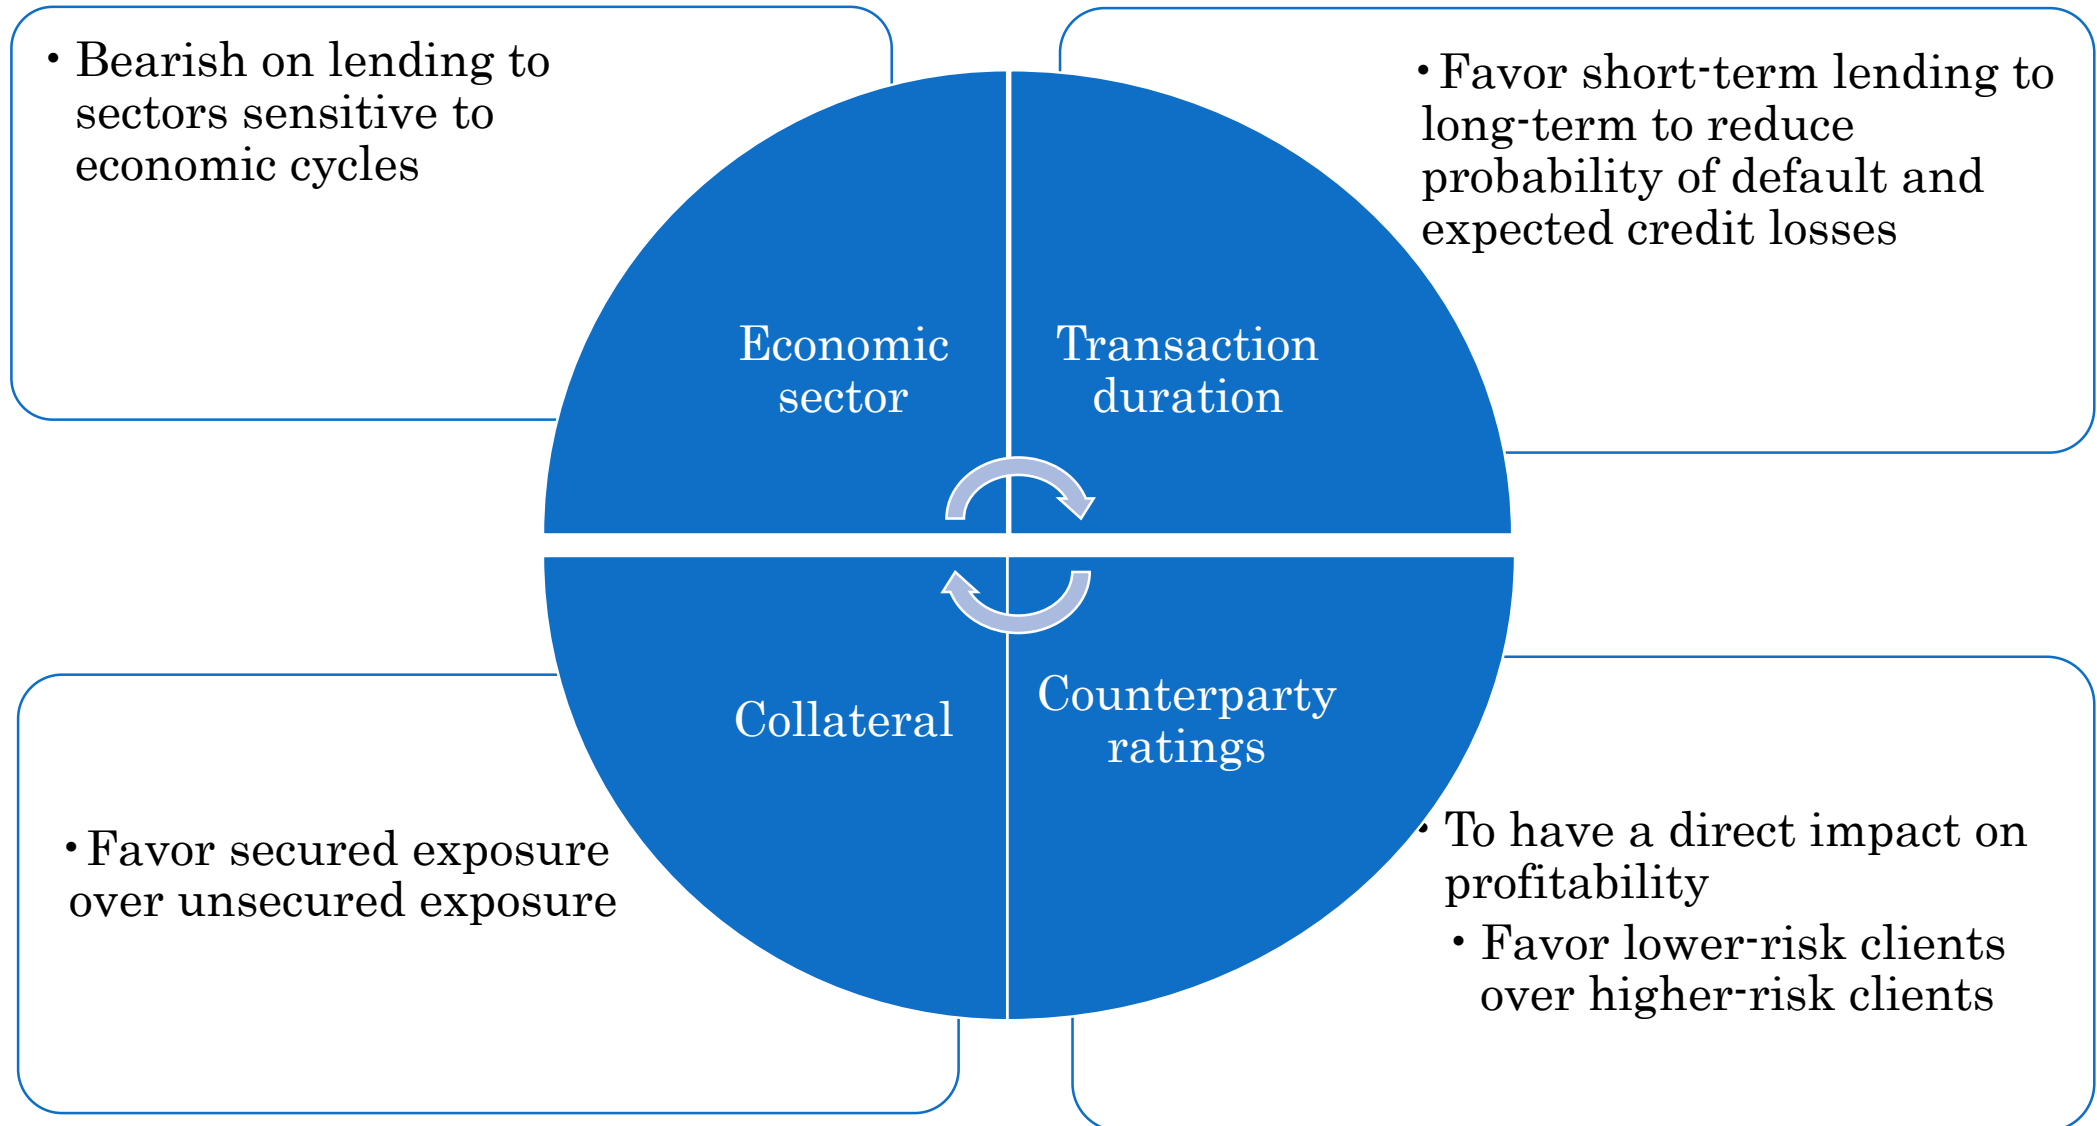 • Bearish on lending to
sectors sensitive to
economic cycles
• Favor short-term lending to
long-term to reduce
probability of default and
expected credit losses
Economic
sector
Transaction
duration
Collateral
Counterparty
ratings
• Favor secured exposure
over unsecured exposure
• To have a direct impact on
profitability
• Favor lower-risk clients
over higher-risk clients